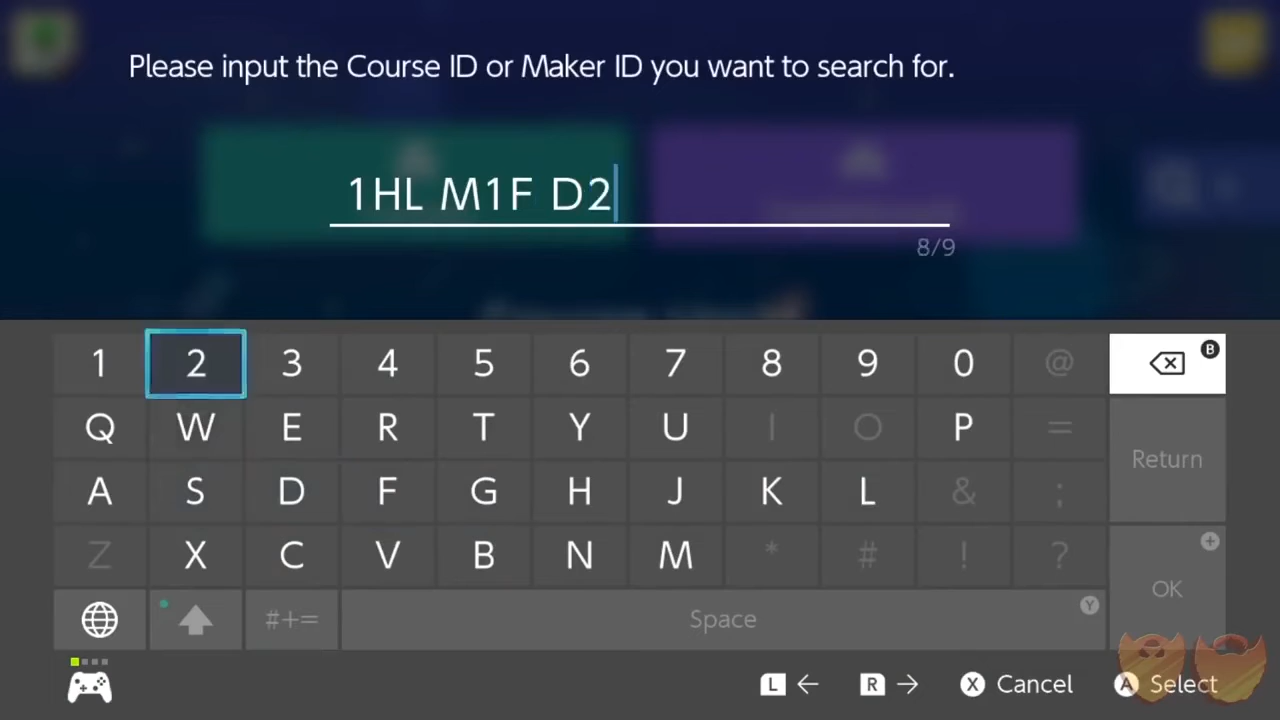 Please input the Course ID or Maker ID you want to search for.
1HL M1F D2
8/9
1 2 3 4 5 6 7 8 9 0 @ B
Q W E R T Y U I O P =
Return
A S D F G H J K L & ;
Z X C V B N M * # ! ? +
OK
#+= Space Y
L ← R → X Cancel A Select